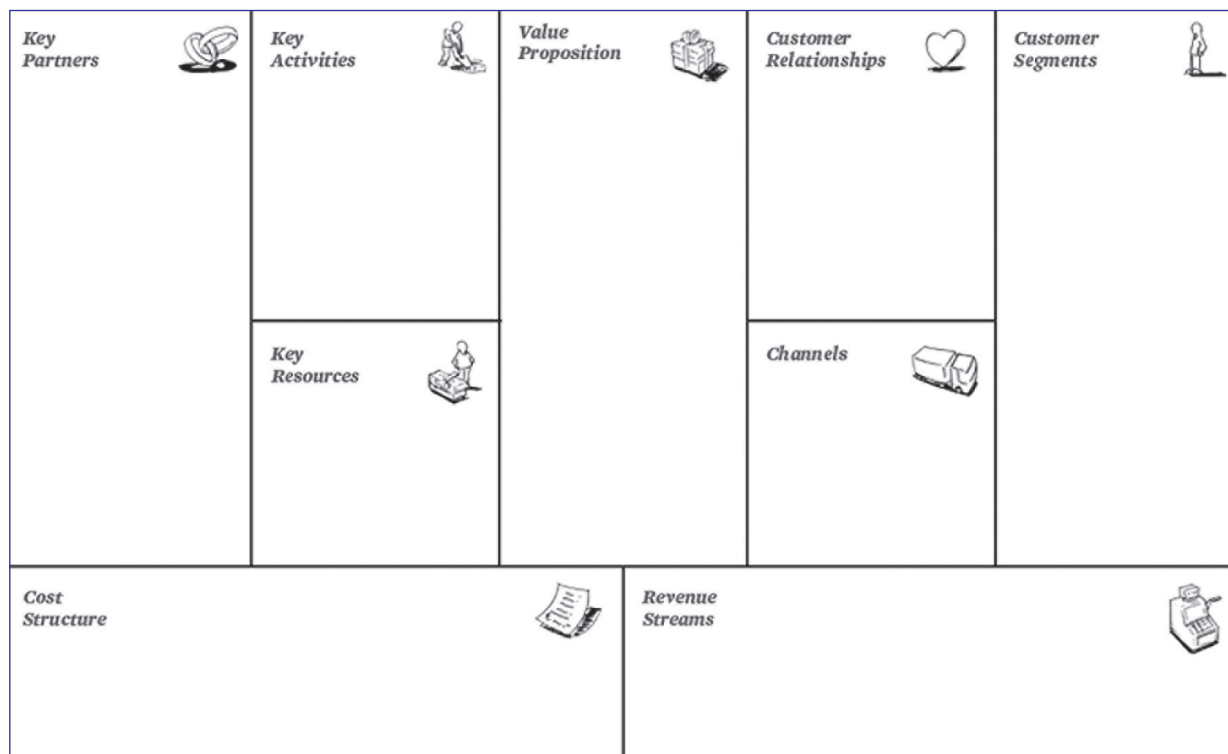 Key
Partners
Key
Activities
Value
Proposition
Customer
Relationships
Customer
Segments
Key
Resources
Channels
Cost
Structure
Revenue
Streams